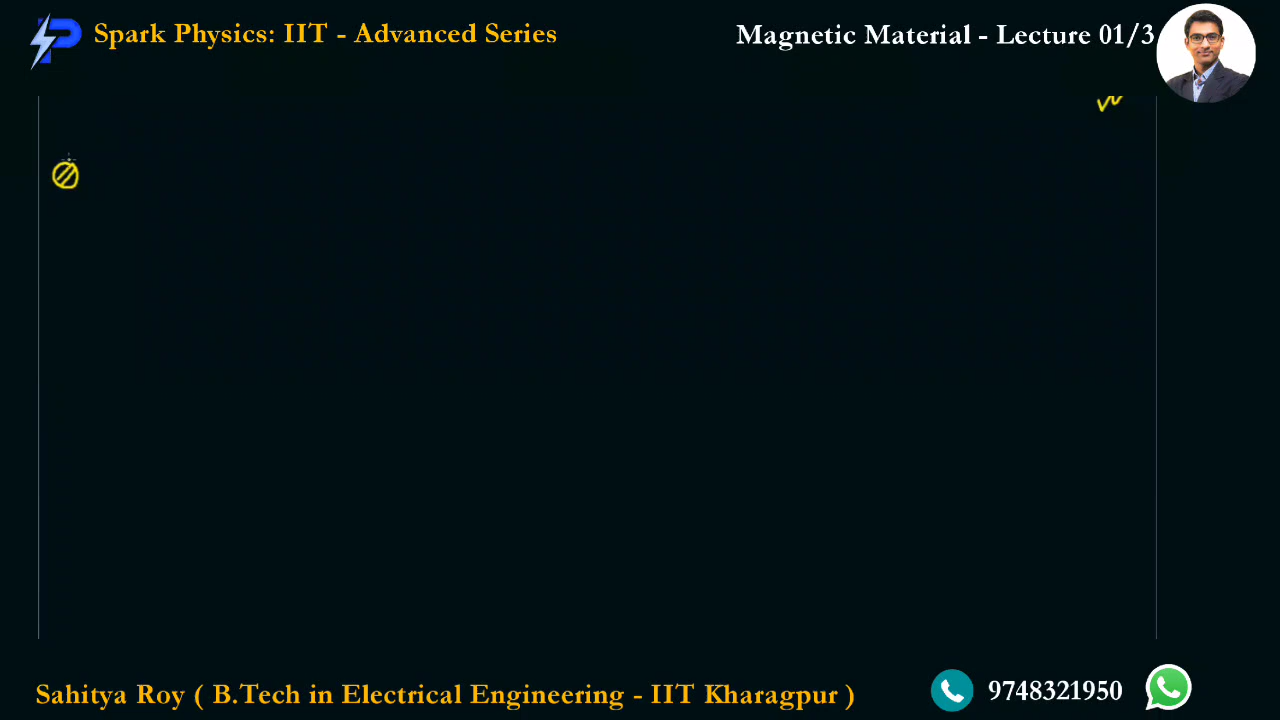 Spark Physics: IIT - Advanced Series
Magnetic Material - Lecture 01/3
Sahitya Roy ( B.Tech in Electrical Engineering - IIT Kharagpur )
9748321950